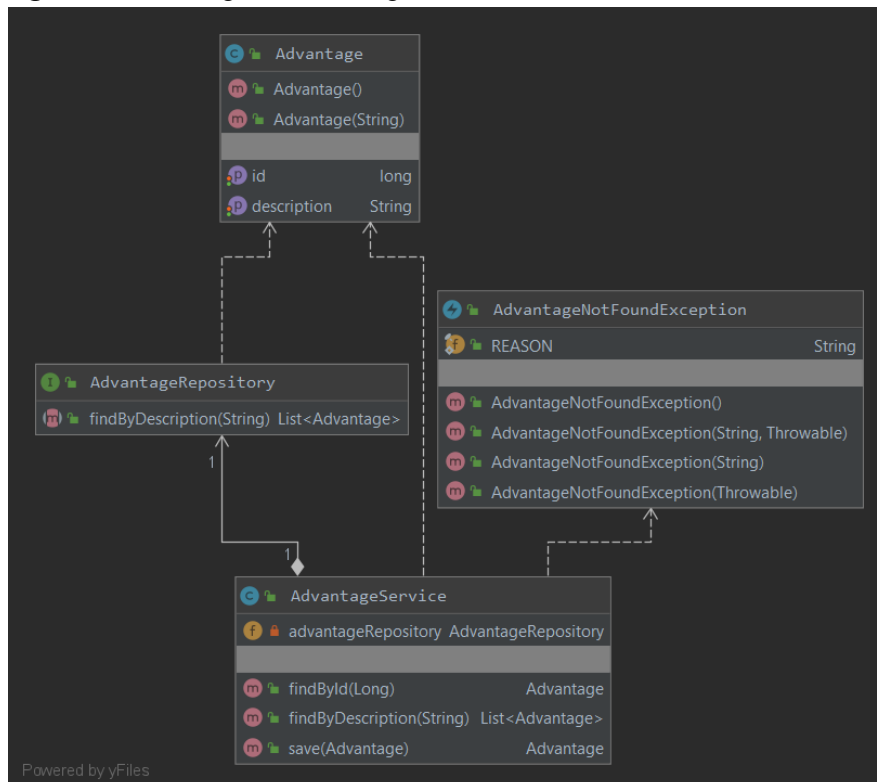 Advantage
Advantage()
Advantage(String)
id long
description String
AdvantageNotFoundException
REASON String
AdvantageNotFoundException()
AdvantageNotFoundException(String, Throwable)
AdvantageNotFoundException(String)
AdvantageNotFoundException(Throwable)
AdvantageRepository
findByDescription(String) List<Advantage>
1
1
AdvantageService
advantageRepository AdvantageRepository
findById(Long) Advantage
findByDescription(String) List<Advantage>
save(Advantage) Advantage
Powered by yFiles